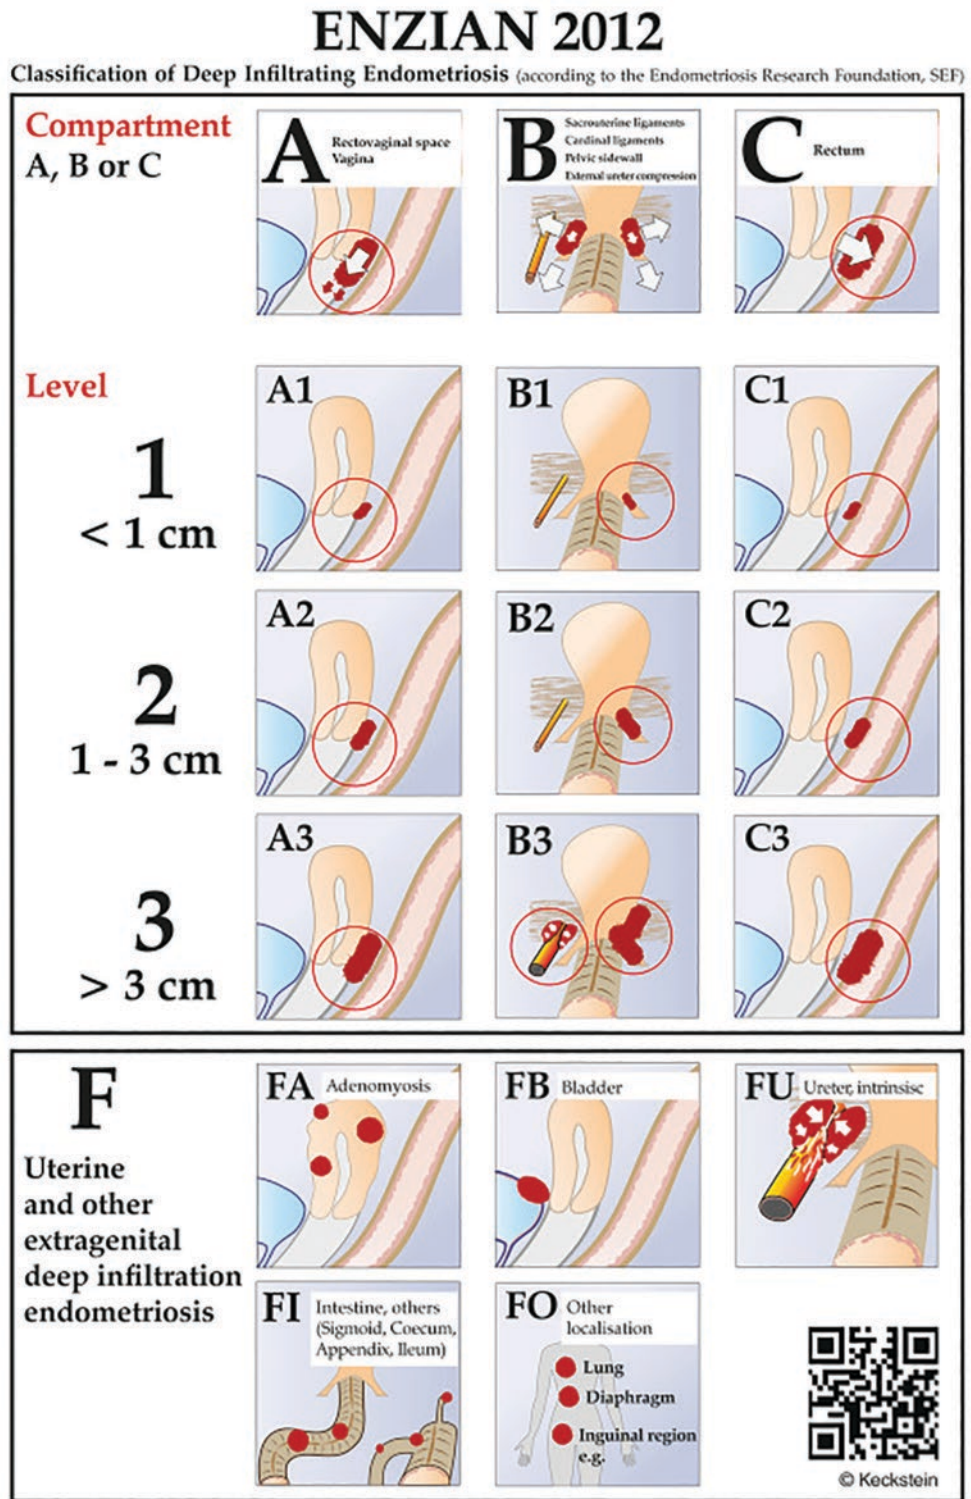 ENZIAN 2012
Classification of Deep Infiltrating Endometriosis (according to the Endometriosis Research Foundation, SEF)
Compartment
A, B or C
A
Rectovaginal space
Vagina
B
Sacrouterine ligaments
Cardinal ligaments
Pelvic sidewall
External ureter compression
C
Rectum
Level
1
< 1 cm
A1
B1
C1
2
1 - 3 cm
A2
B2
C2
3
> 3 cm
A3
B3
C3
F
Uterine
and other
extragenital
deep infiltration
endometriosis
FA Adenomyosis
FB Bladder
FU Ureter, intrinsisc
FI Intestine, others
(Sigmoid, Coecum,
Appendix, Ileum)
FO Other
localisation
Lung
Diaphragm
Inguinal region
e.g.
© Keckstein